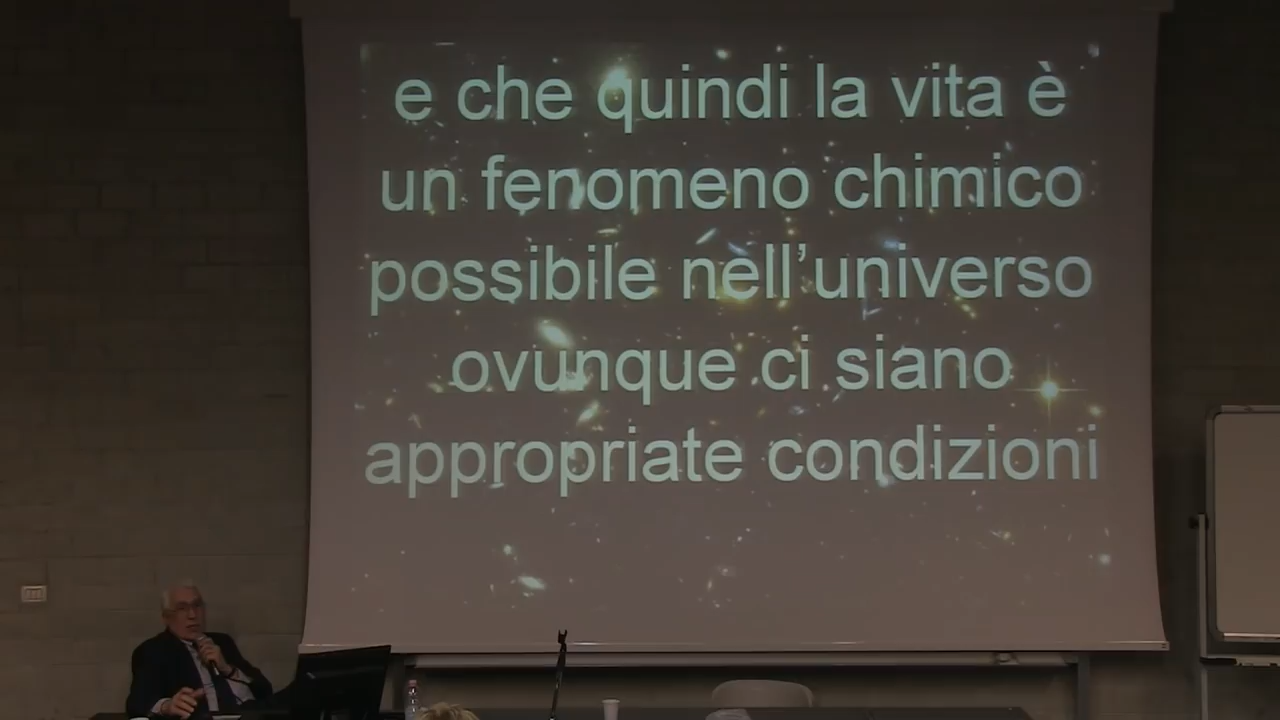 e che quindi la vita è
un fenomeno chimico
possibile nell’universo
ovunque ci siano
appropriate condizioni